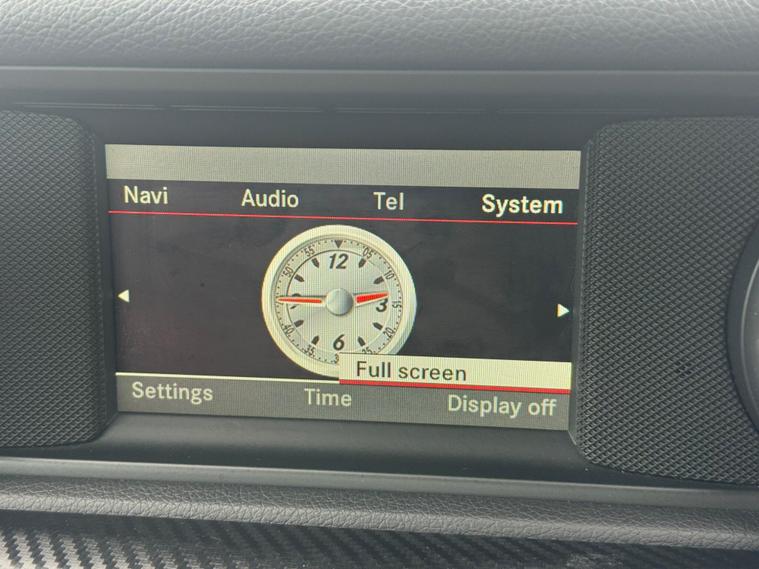 Navi Audio Tel System
12
3
6
Full screen
Settings Time Display off